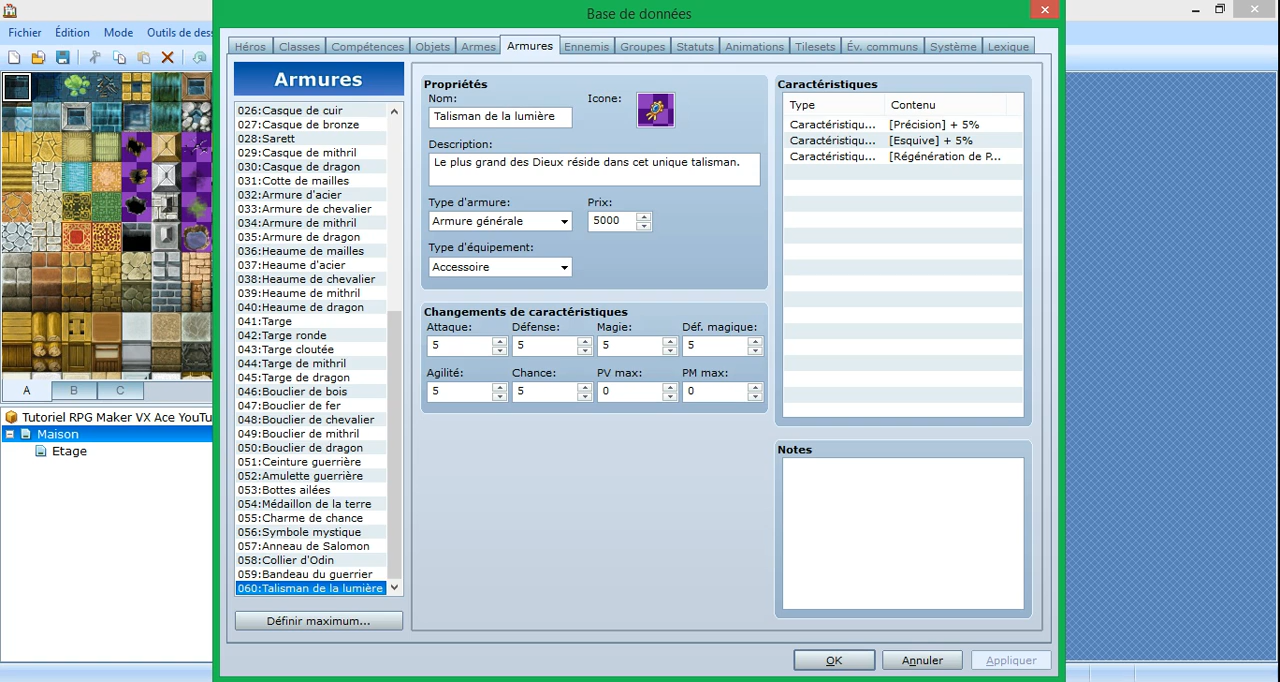 Base de données
Fichier Édition Mode Outils de des
Héros Classes Compétences Objets Armes Armures Ennemis Groupes Statuts Animations Tilesets Év. communs Système Lexique
Armures
026:Casque de cuir
027:Casque de bronze
028:Sarett
029:Casque de mithril
030:Casque de dragon
031:Cotte de mailles
032:Armure d'acier
033:Armure de chevalier
034:Armure de mithril
035:Armure de dragon
036:Heaume de mailles
037:Heaume d'acier
038:Heaume de chevalier
039:Heaume de mithril
040:Heaume de dragon
041:Targe
042:Targe ronde
043:Targe cloutée
044:Targe de mithril
045:Targe de dragon
046:Bouclier de bois
047:Bouclier de fer
048:Bouclier de chevalier
049:Bouclier de mithril
050:Bouclier de dragon
051:Ceinture guerrière
052:Amulette guerrière
053:Bottes ailées
054:Médaillon de la terre
055:Charme de chance
056:Symbole mystique
057:Anneau de Salomon
058:Collier d'Odin
059:Bandeau du guerrier
060:Talisman de la lumière
Définir maximum...
Propriétés
Nom: Icone:
Talisman de la lumière
Description:
Le plus grand des Dieux réside dans cet unique talisman.
Type d'armure: Prix:
Armure générale 5000
Type d'équipement:
Accessoire
Changements de caractéristiques
Attaque: Défense: Magie: Déf. magique:
5 5 5 5
Agilité: Chance: PV max: PM max:
5 5 0 0
Caractéristiques
Type Contenu
Caractéristiqu... [Précision] + 5%
Caractéristiqu... [Esquive] + 5%
Caractéristiqu... [Régénération de P...
Notes
A B C
Tutoriel RPG Maker VX Ace YouTu
Maison
Etage
OK Annuler Appliquer